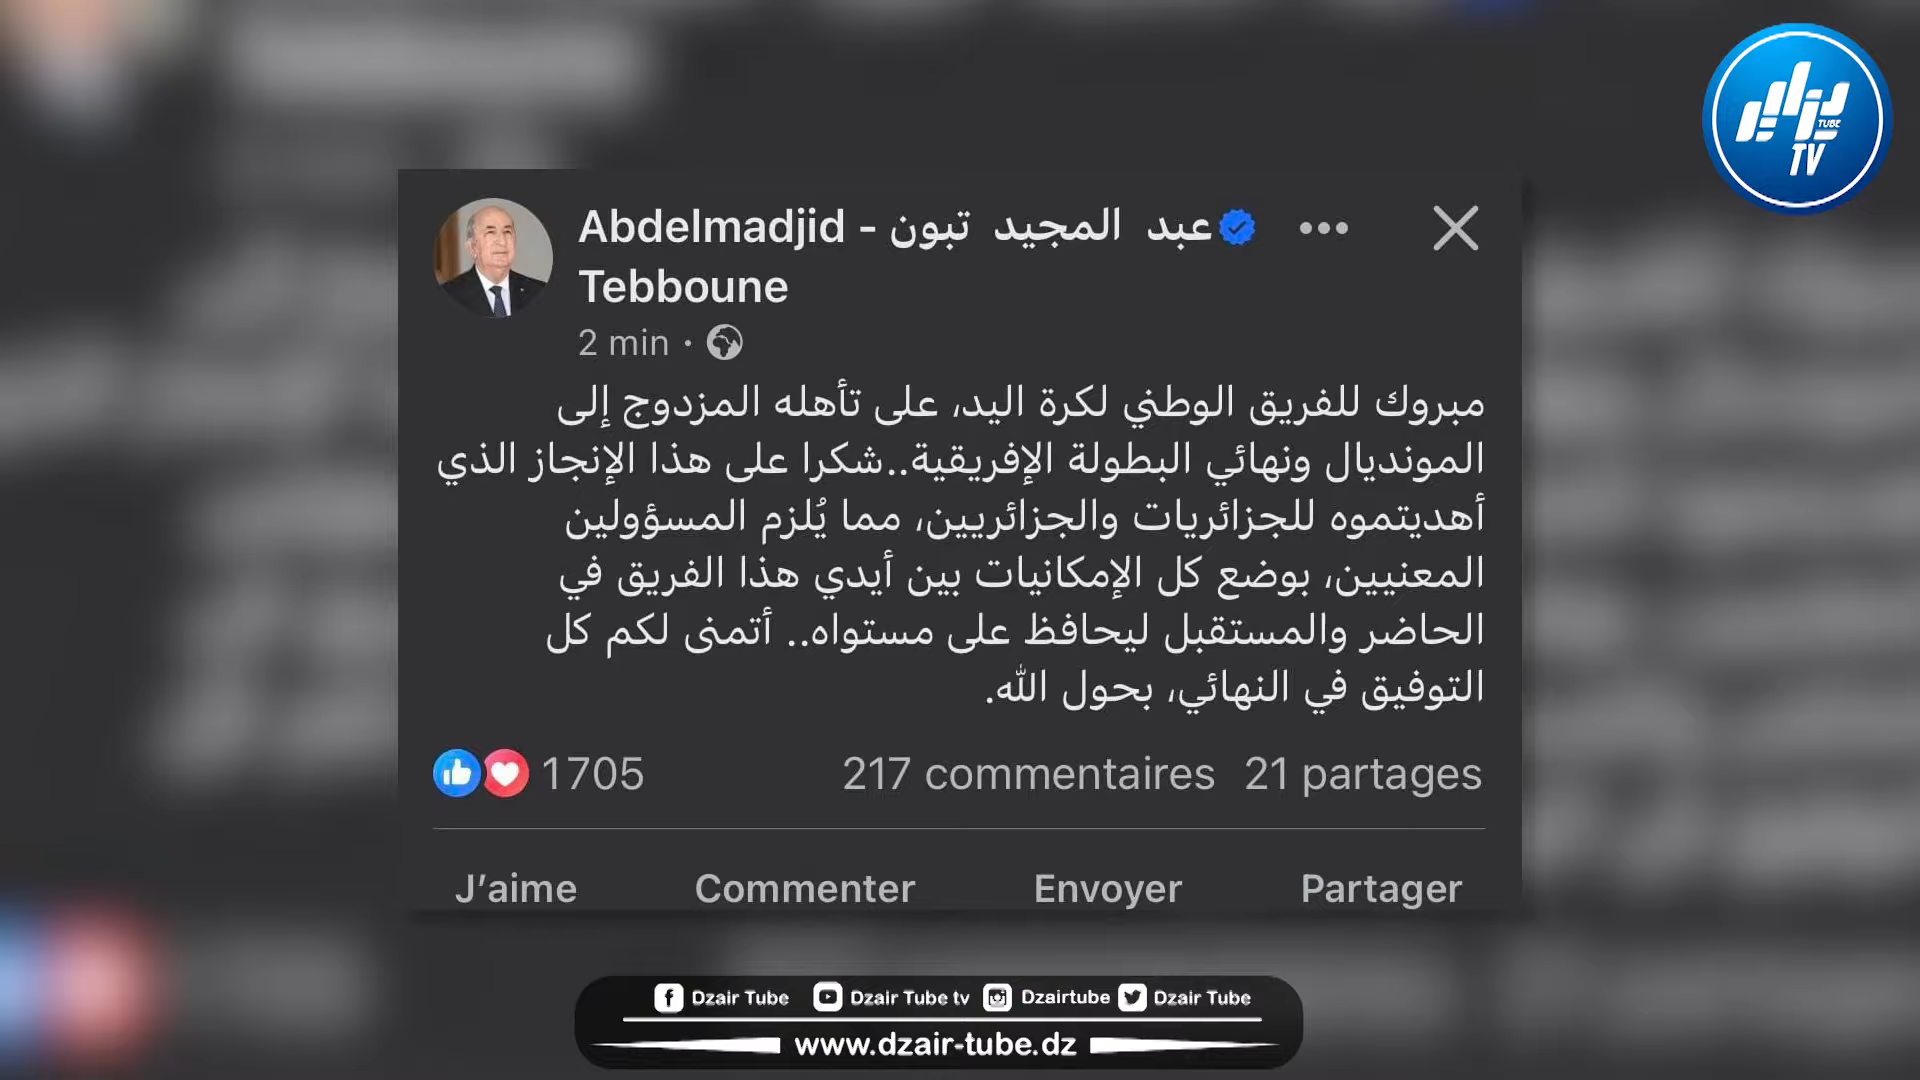 دزاير
TUBE
TV
Abdelmadjid - عبد المجيد تبون
Tebboune
2 min ·
مبروك للفريق الوطني لكرة اليد، على تأهله المزدوج إلى
المونديال ونهائي البطولة الإفريقية..شكرا على هذا الإنجاز الذي
أهديتموه للجزائريات والجزائريين، مما يُلزم المسؤولين
المعنيين، بوضع كل الإمكانيات بين أيدي هذا الفريق في
الحاضر والمستقبل ليحافظ على مستواه.. أتمنى لكم كل
التوفيق في النهائي، بحول الله.
1705 217 commentaires 21 partages
J'aime Commenter Envoyer Partager
Dzair Tube Dzair Tube tv Dzairtube Dzair Tube
www.dzair-tube.dz